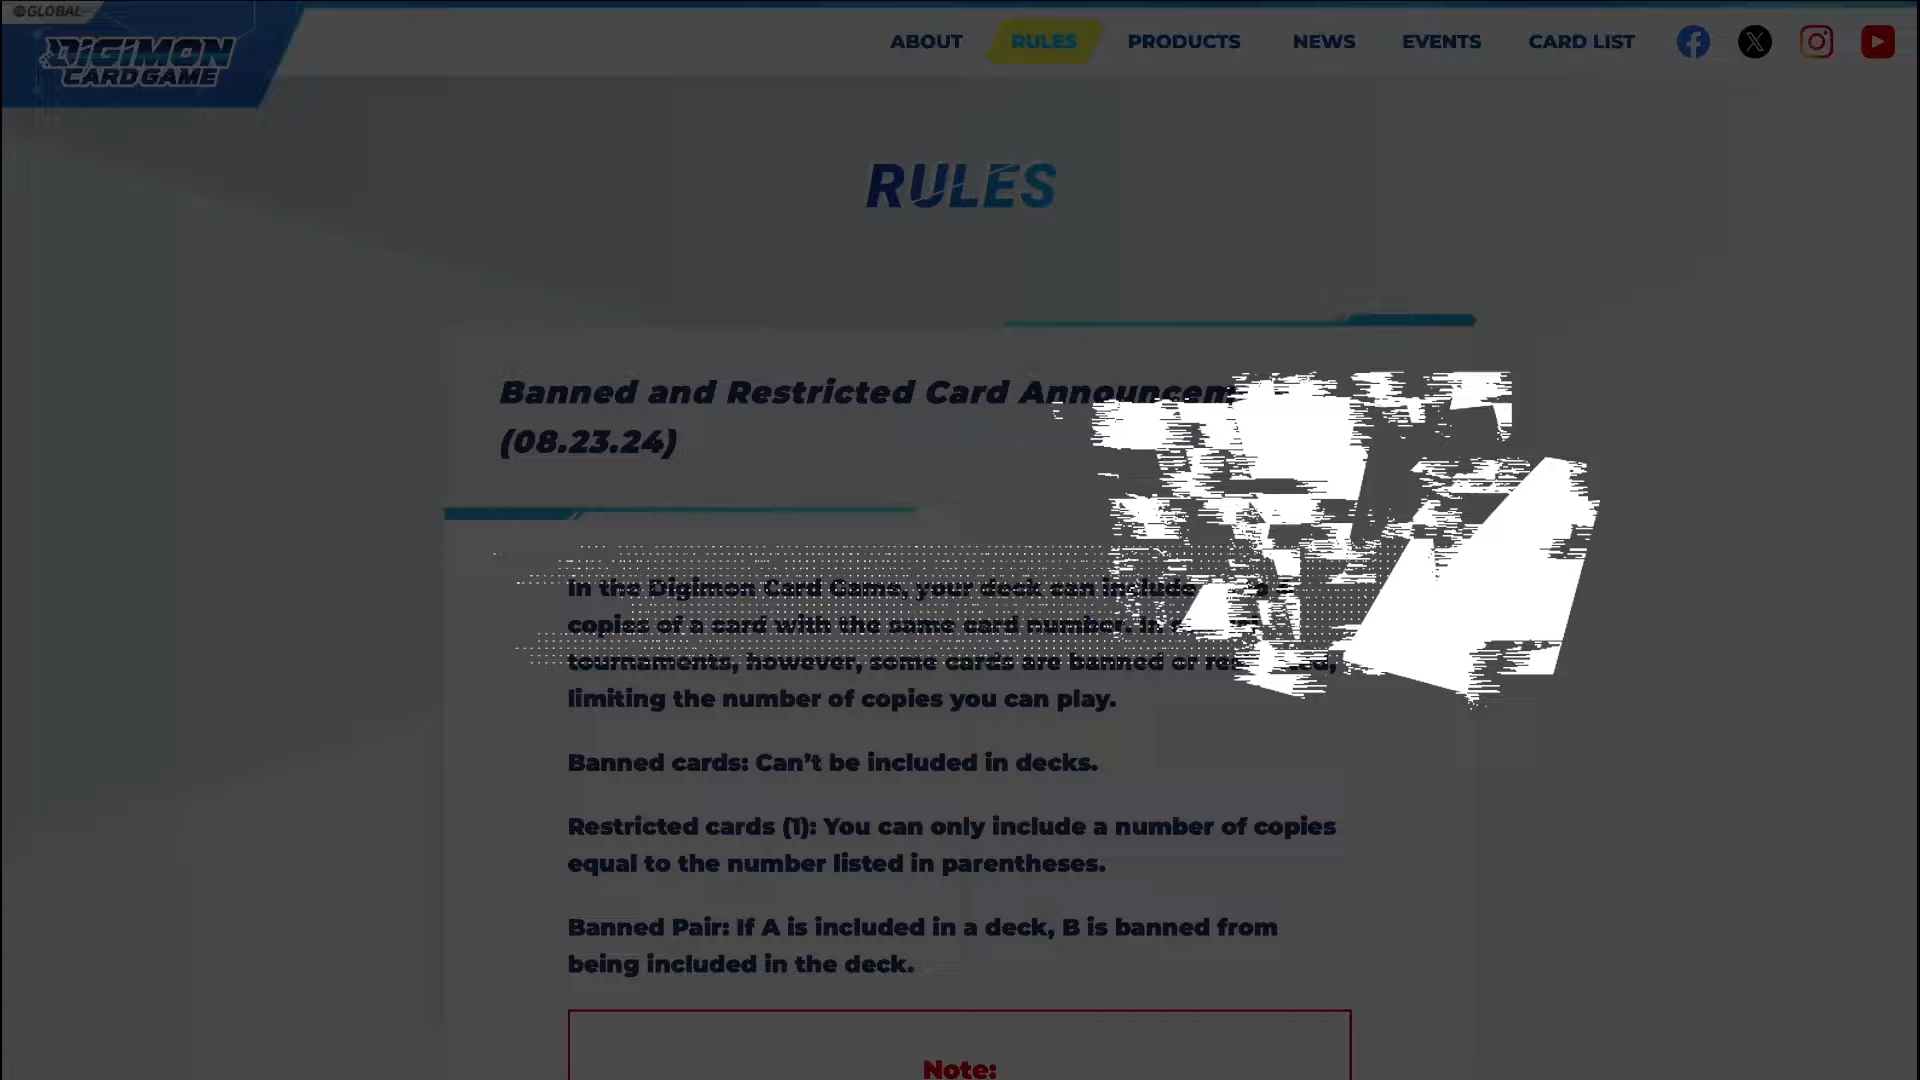 GLOBAL
DIGIMON
CARD GAME
ABOUT RULES PRODUCTS NEWS EVENTS CARD LIST
RULES
Banned and Restricted Card
(08.23.24)
In the Digimon Card Game, your deck can include
copies of a card with the same card number. In
tournaments, however, some cards are banned or
limiting the number of copies you can play.
Banned cards: Can’t be included in decks.
Restricted cards (1): You can only include a number of copies
equal to the number listed in parentheses.
Banned Pair: If A is included in a deck, B is banned from
being included in the deck.
Note: